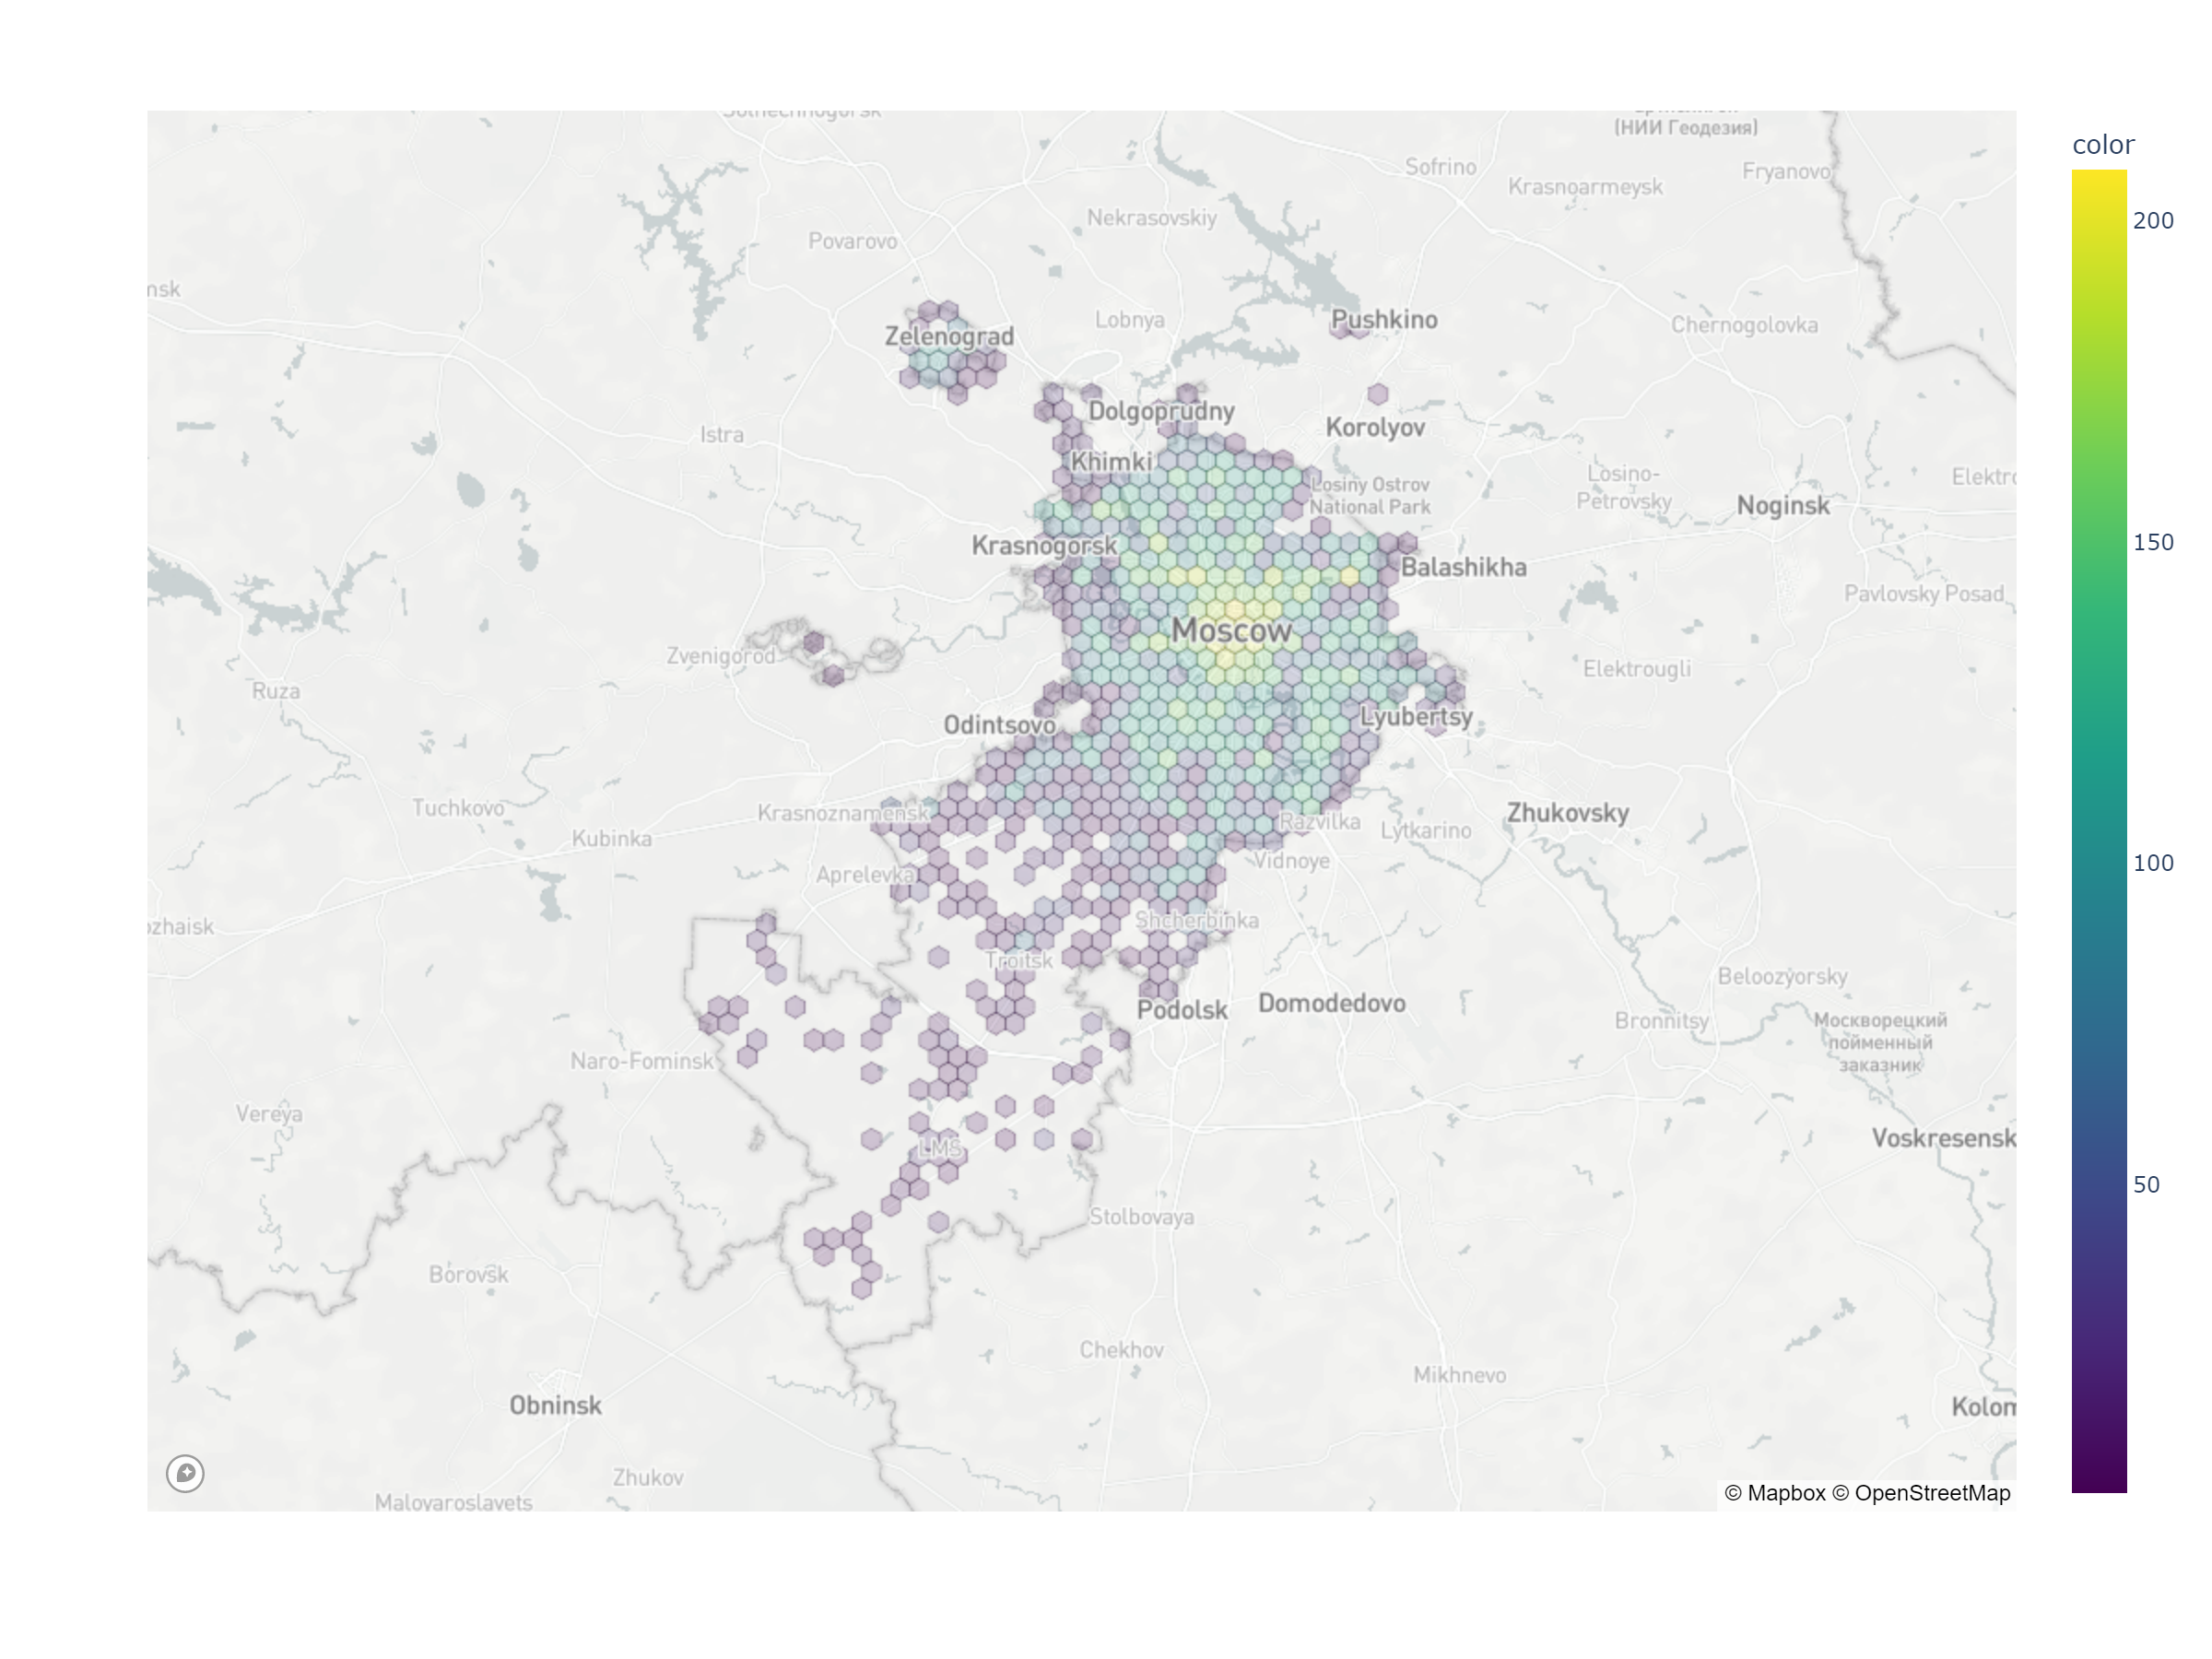 color
200
150
100
50
(НИИ Геодезия)
Sofrino
Fryanovo
Krasnoarmeysk
Nekrasovskiy
Povarovo
nsk
Lobnya
Pushkino
Chernogolovka
Zelenograd
Dolgoprudny
Korolyov
Istra
Khimki
Losiny Ostrov
National Park
Losino-
Petrovsky
Elektro
Noginsk
Krasnogorsk
Balashikha
Pavlovsky Posad
Moscow
Zvenigorod
Elektrougli
Ruza
Odintsovo
Lyubertsy
Tuchkovo
Krasnoznamensk
Kubinka
Razvilka
Lytkarino
Zhukovsky
Vidnoye
Aprelevka
ozhaisk
Shcherbinka
Troitsk
Beloozyorsky
Podolsk
Domodedovo
Bronnitsy
Москворецкий
пойменный
заказник
Naro-Fominsk
Vereya
LMS
Voskresensk
Stolbovaya
Borovsk
Chekhov
Mikhnevo
Obninsk
Kolom
Zhukov
Maloyaroslavets
© Mapbox © OpenStreetMap